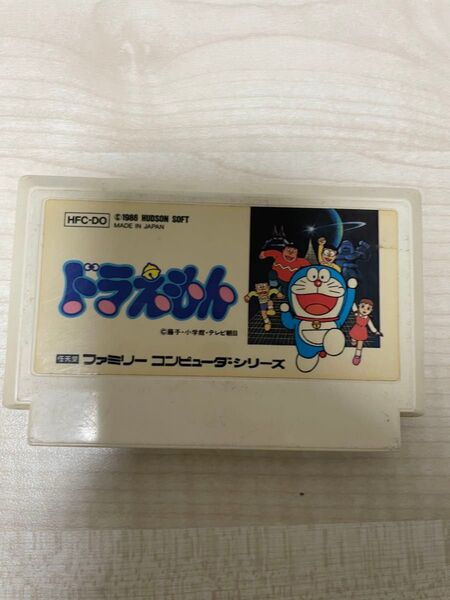 HFC-DO
©1986 HUDSON SOFT
MADE IN JAPAN
ドラえもん
©藤子・小学館・テレビ朝日
任天堂 ファミリー コンピュータ・シリーズ